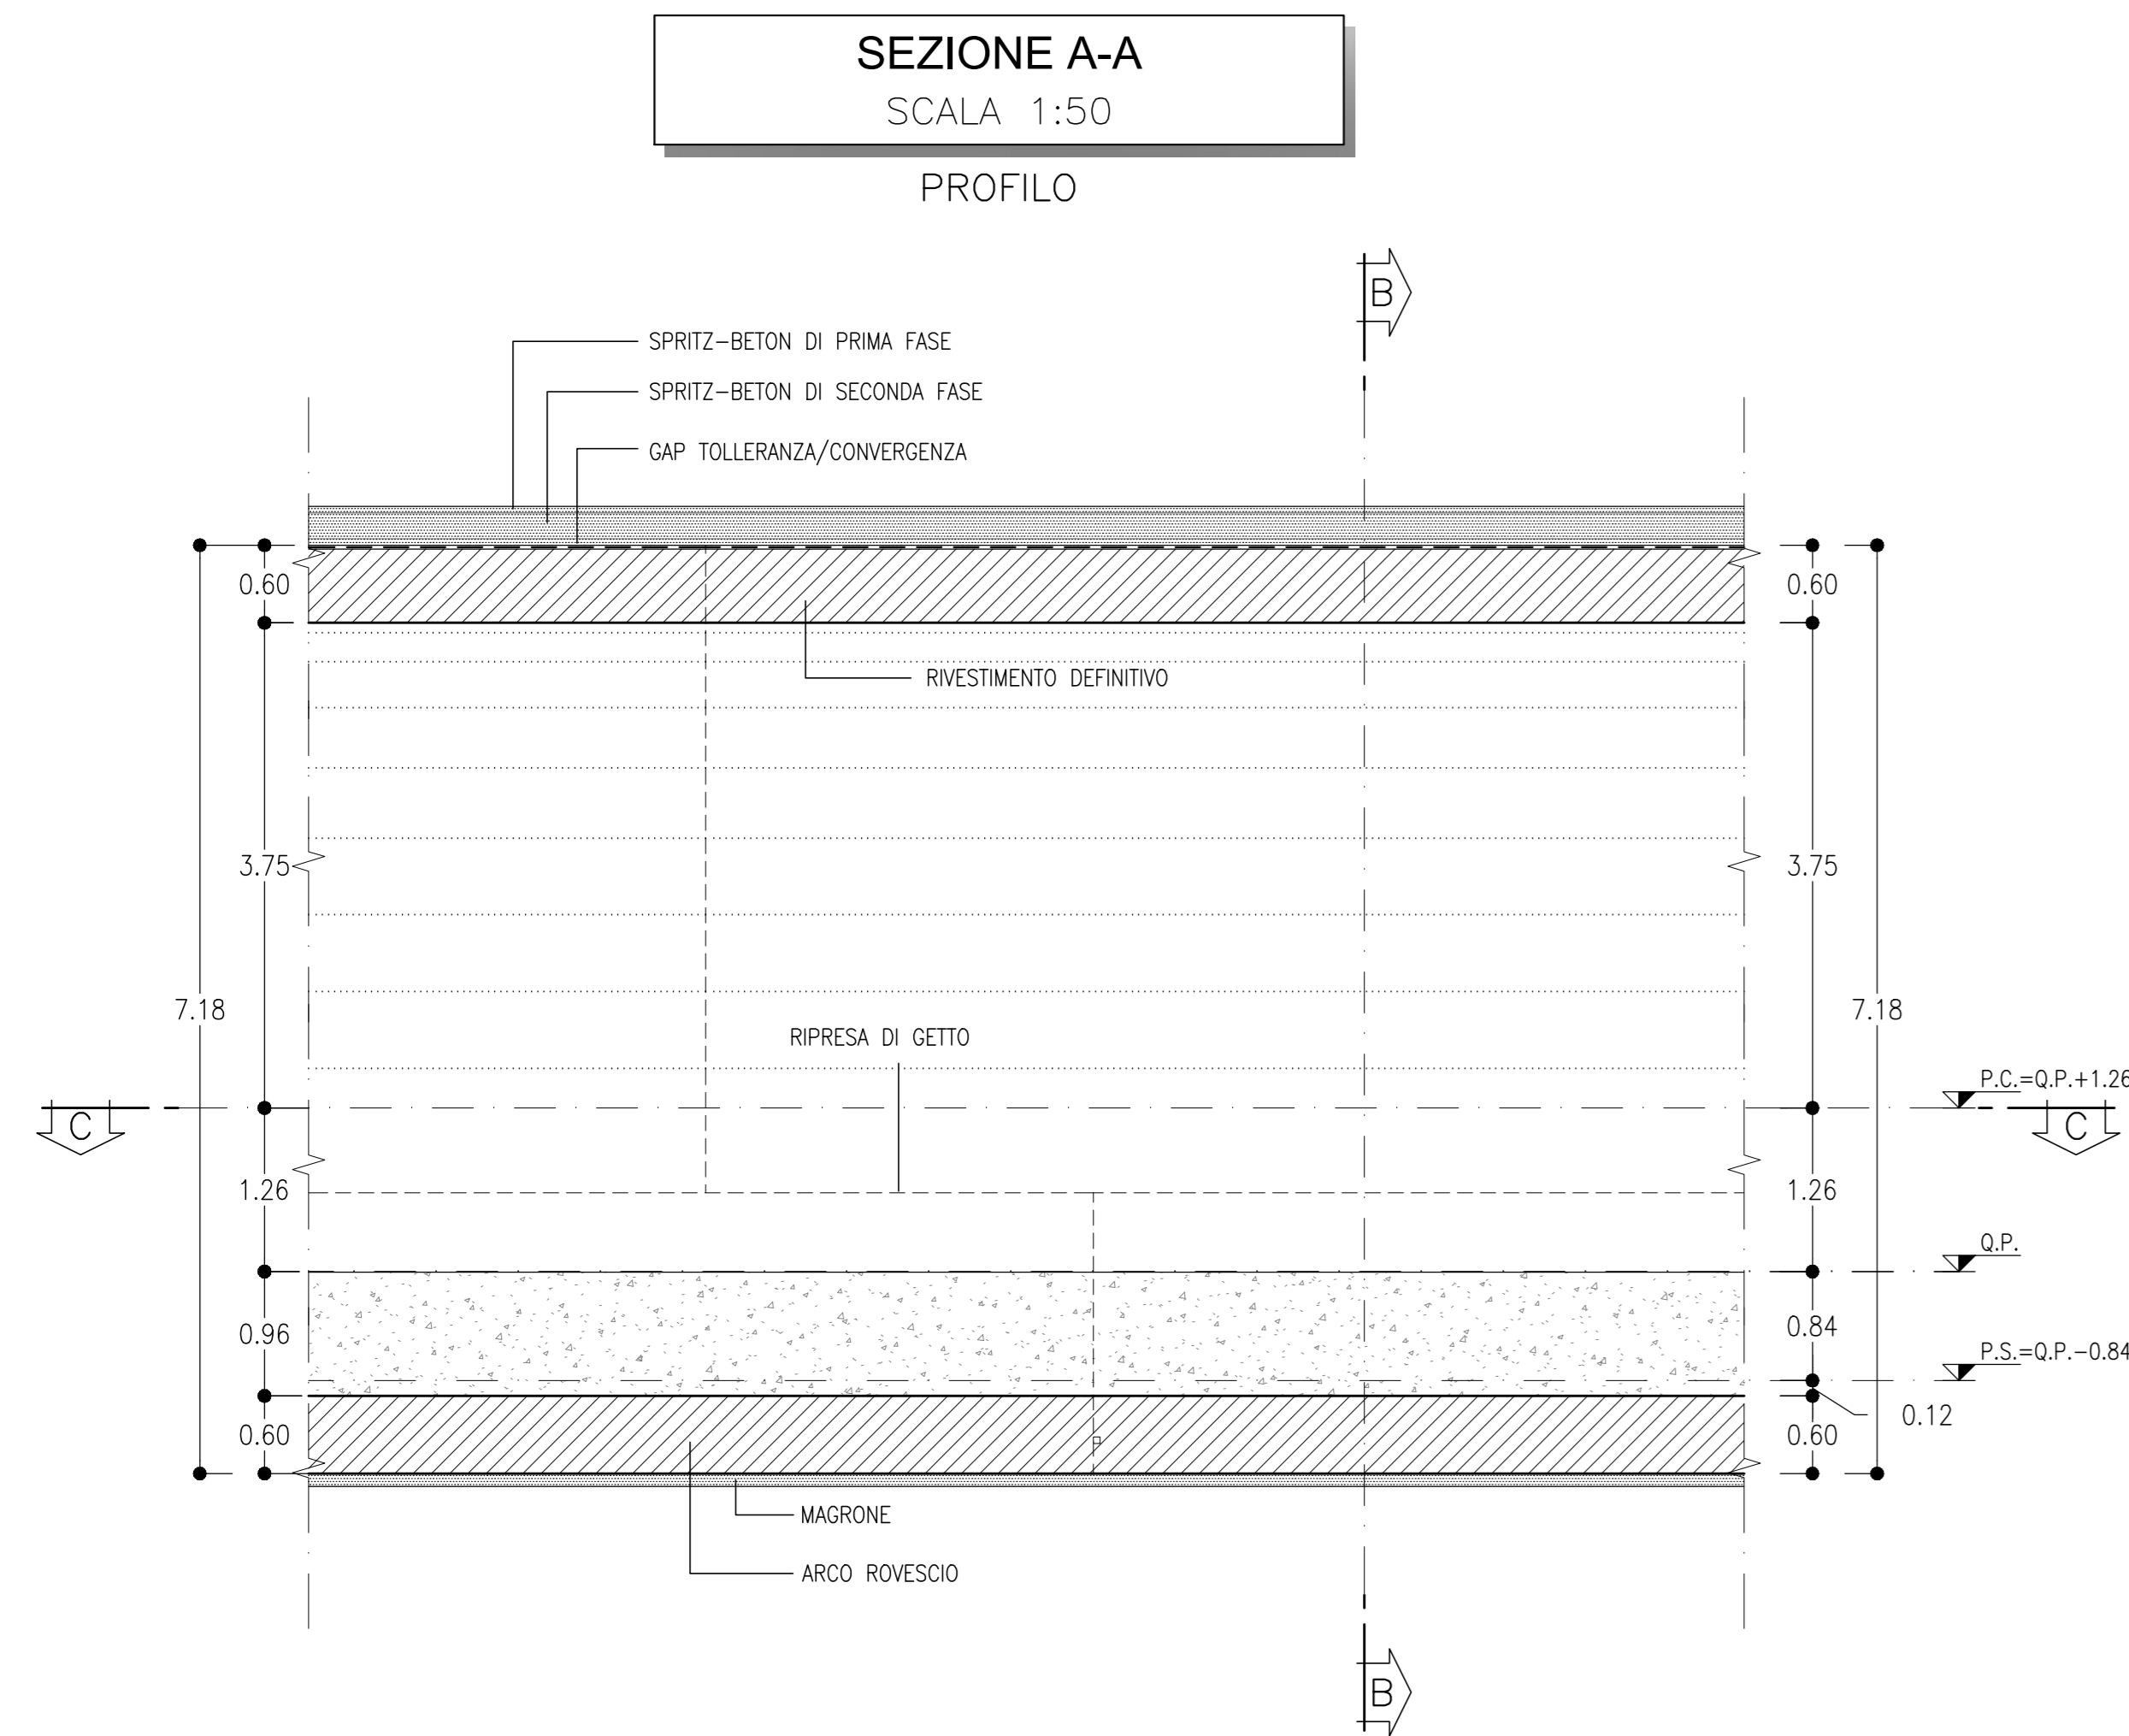 SEZIONE A-A
SCALA 1:50
PROFILO
B
SPRITZ-BETON DI PRIMA FASE
SPRITZ-BETON DI SECONDA FASE
GAP TOLLERANZA/CONVERGENZA
0.60
0.60
RIVESTIMENTO DEFINITIVO
3.75
3.75
7.18
7.18
RIPRESA DI GETTO
P.C.=Q.P.+1.26
C
C
1.26
1.26
Q.P.
0.96
0.84
P.S.=Q.P.-0.84
0.12
0.60
0.60
MAGRONE
ARCO ROVESCIO
B